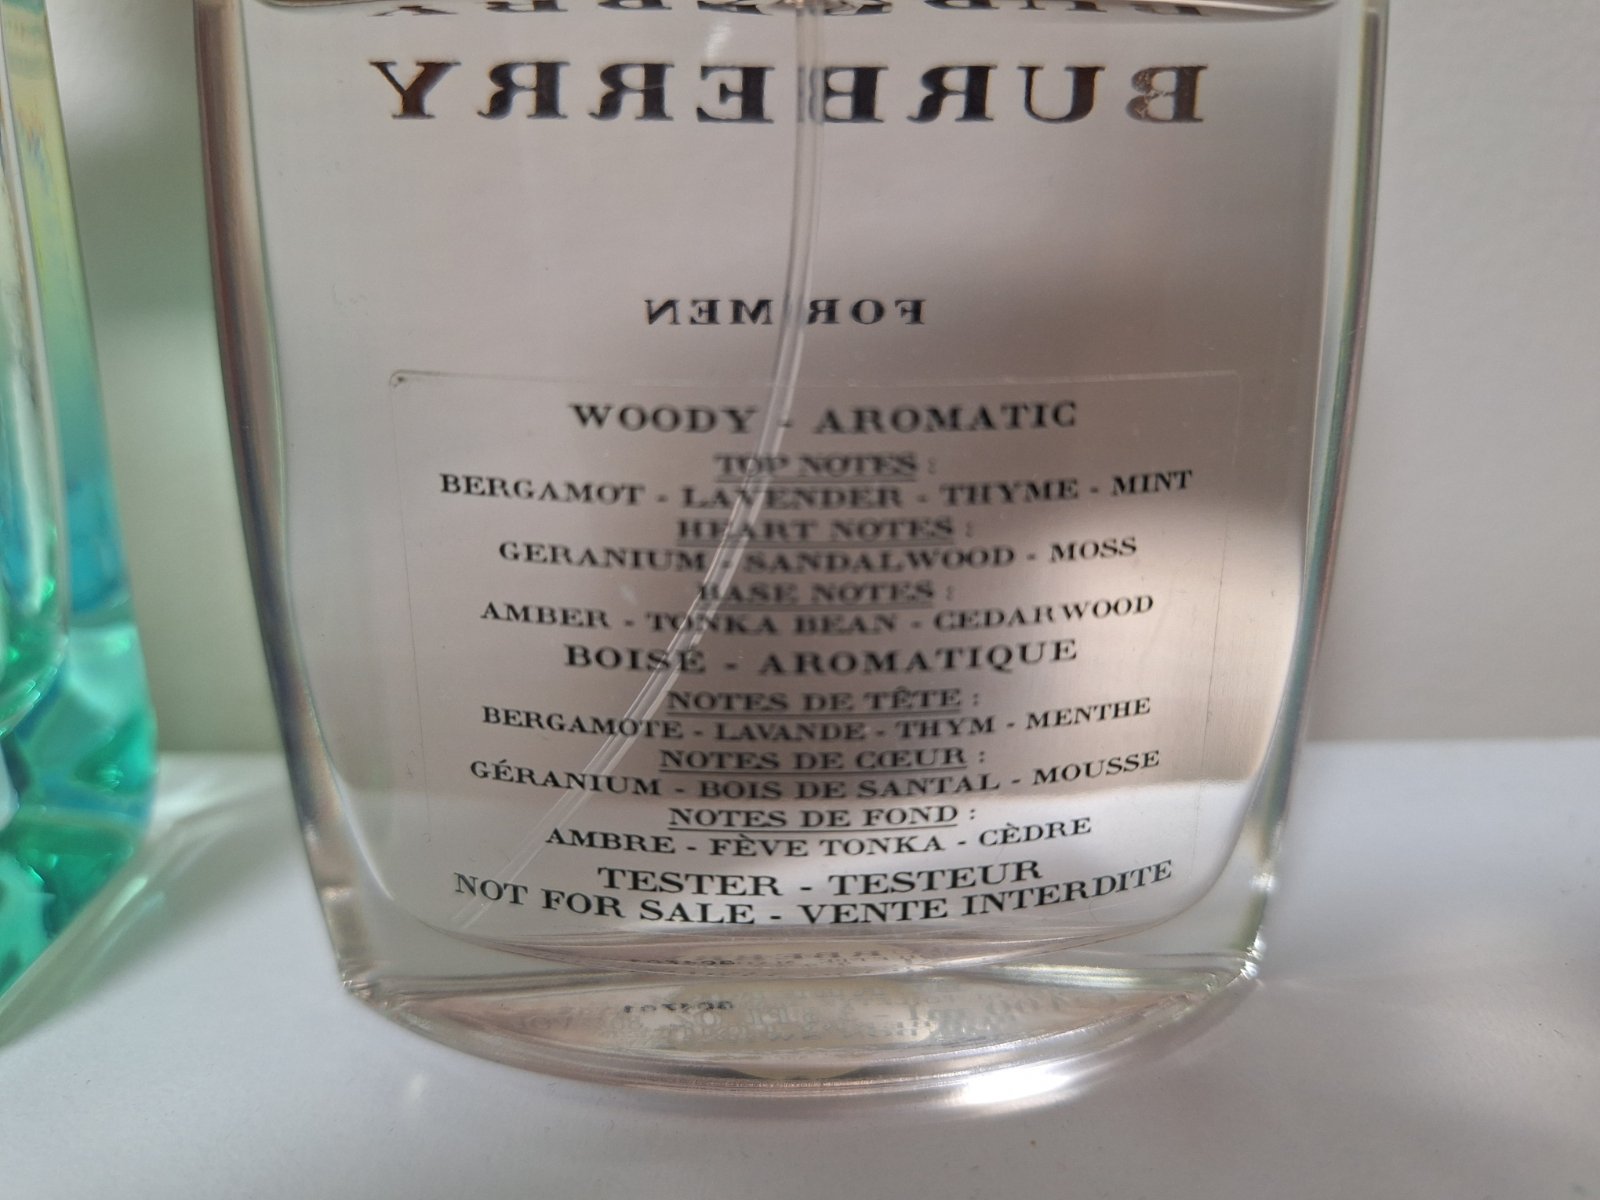 BURBERRY
FOR MEN
WOODY - AROMATIC
TOP NOTES :
BERGAMOT - LAVENDER - THYME - MINT
HEART NOTES :
GERANIUM - SANDALWOOD - MOSS
BASE NOTES :
AMBER - TONKA BEAN - CEDARWOOD
BOISÉ - AROMATIQUE
NOTES DE TÊTE :
BERGAMOTE - LAVANDE - THYM - MENTHE
NOTES DE CŒUR :
GÉRANIUM - BOIS DE SANTAL - MOUSSE
NOTES DE FOND :
AMBRE - FÈVE TONKA - CÈDRE
TESTER - TESTEUR
NOT FOR SALE - VENTE INTERDITE